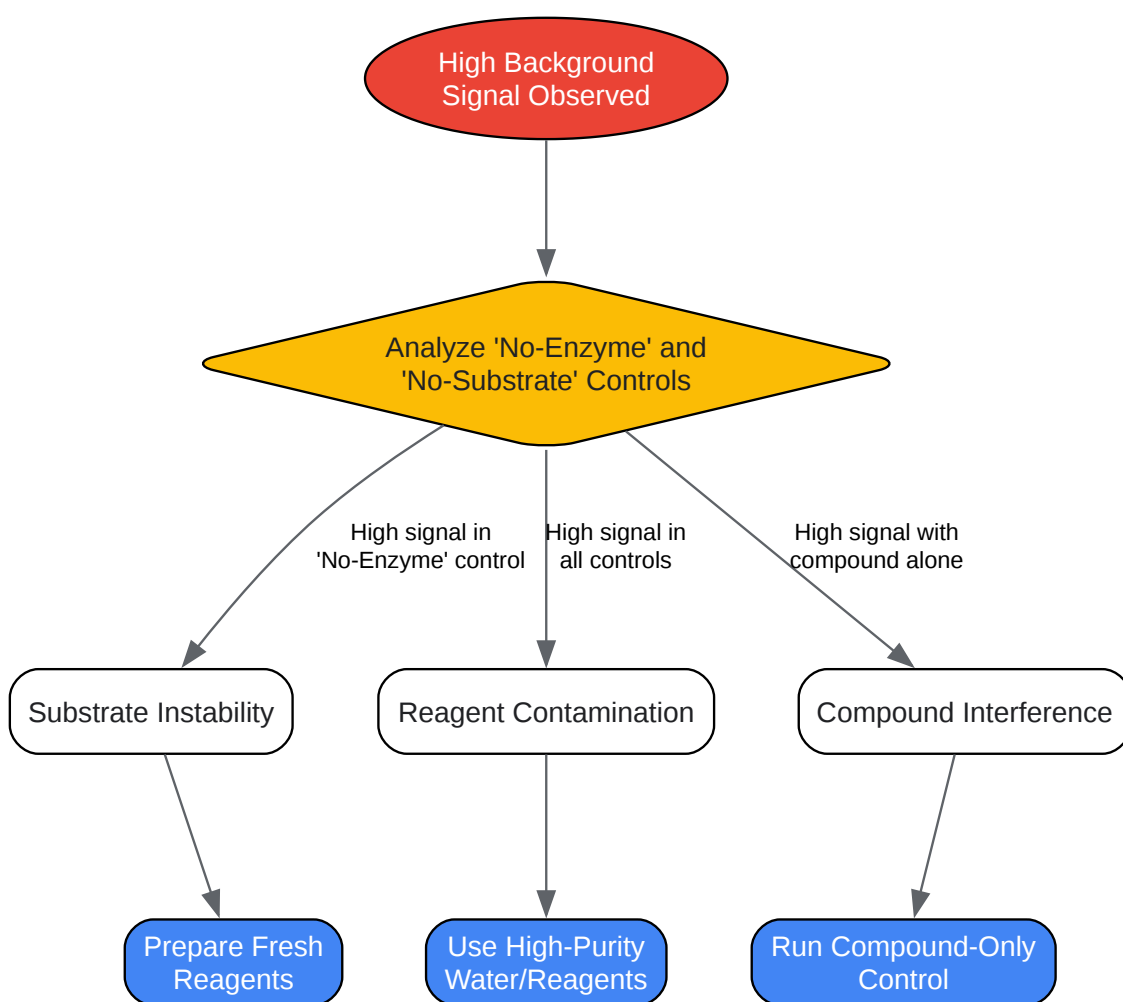 High Background
Signal Observed
Analyze 'No-Enzyme' and
'No-Substrate' Controls
High signal in
'No-Enzyme' control
High signal in
all controls
High signal with
compound alone
Substrate Instability
Reagent Contamination
Compound Interference
Prepare Fresh
Reagents
Use High-Purity
Water/Reagents
Run Compound-Only
Control